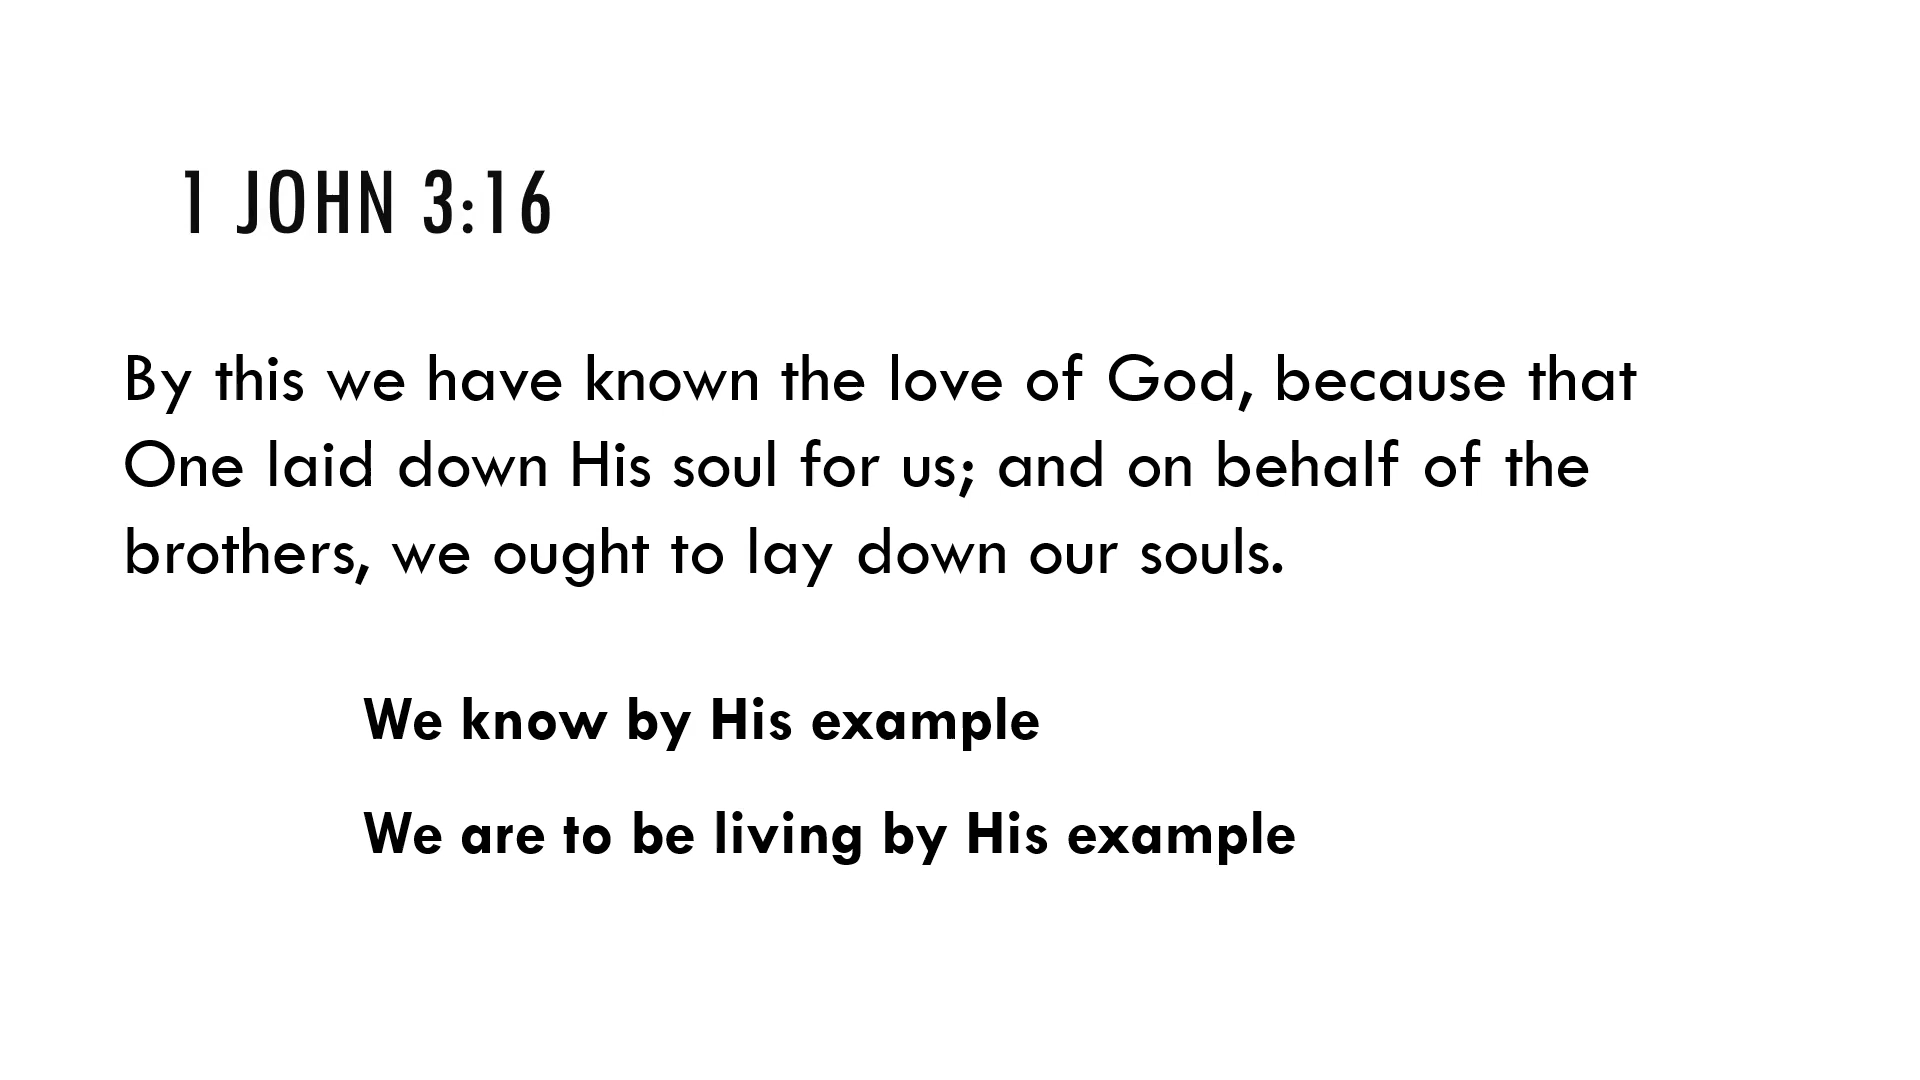 1 JOHN 3:16
By this we have known the love of God, because that
One laid down His soul for us; and on behalf of the
brothers, we ought to lay down our souls.
We know by His example
We are to be living by His example